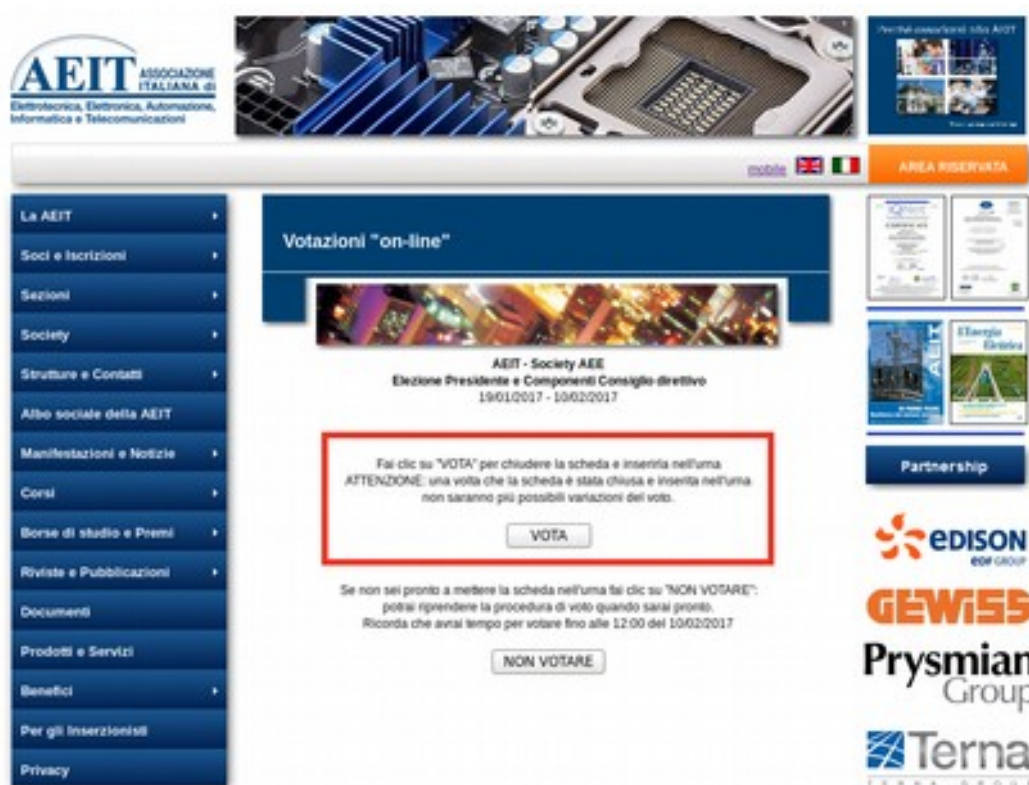 AEIT ASSOCIAZIONE
ITALIANA di
Elettrotecnica, Elettronica, Automazione,
Informatica e Telecomunicazioni
mobile
AREA RISERVATA
La AEIT
Soci e Iscrizioni
Sezioni
Society
Strutture e Contatti
Albo sociale della AEIT
Manifestazioni e Notizie
Corsi
Borse di studio e Premi
Riviste e Pubblicazioni
Documenti
Prodotti e Servizi
Benefici
Per gli Inserzionisti
Privacy
Votazioni "on-line"
AEIT - Society AEE
Elezione Presidente e Componenti Consiglio direttivo
19/01/2017 - 10/02/2017
Fai clic su "VOTA" per chiudere la scheda e inserirla nell'urna
ATTENZIONE: una volta che la scheda è stata chiusa e inserita nell'urna
non saranno più possibili variazioni del voto.
VOTA
Se non sei pronto a mettere la scheda nell'urna fai clic su "NON VOTARE":
potrai riprendere la procedura di voto quando sarai pronto.
Ricorda che avrai tempo per votare fino alle 12:00 del 10/02/2017
NON VOTARE
AEIT
l'Energia
Elettrica
Partnership
EDISON
EDF GROUP
GEWISS
Prysmian
Group
Terna